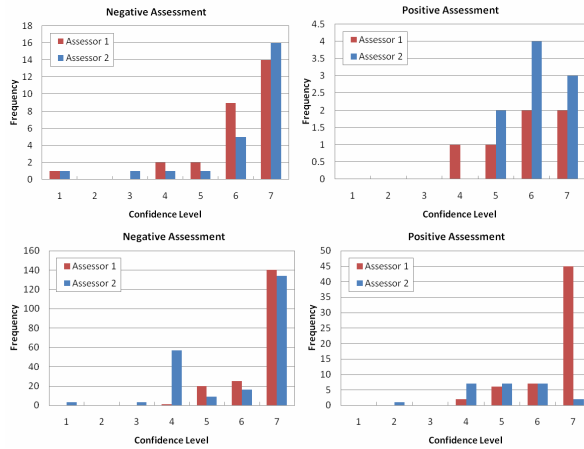 Negative Assessment
Assessor 1
Assessor 2
Frequency
18
16
14
12
10
8
6
4
2
0
1 2 3 4 5 6 7
Confidence Level
Positive Assessment
Assessor 1
Assessor 2
Frequency
4.5
4
3.5
3
2.5
2
1.5
1
0.5
0
1 2 3 4 5 6 7
Confidence Level
Negative Assessment
Assessor 1
Assessor 2
Frequency
160
140
120
100
80
60
40
20
0
1 2 3 4 5 6 7
Confidence Level
Positive Assessment
Assessor 1
Assessor 2
Frequency
50
45
40
35
30
25
20
15
10
5
0
1 2 3 4 5 6 7
Confidence Level